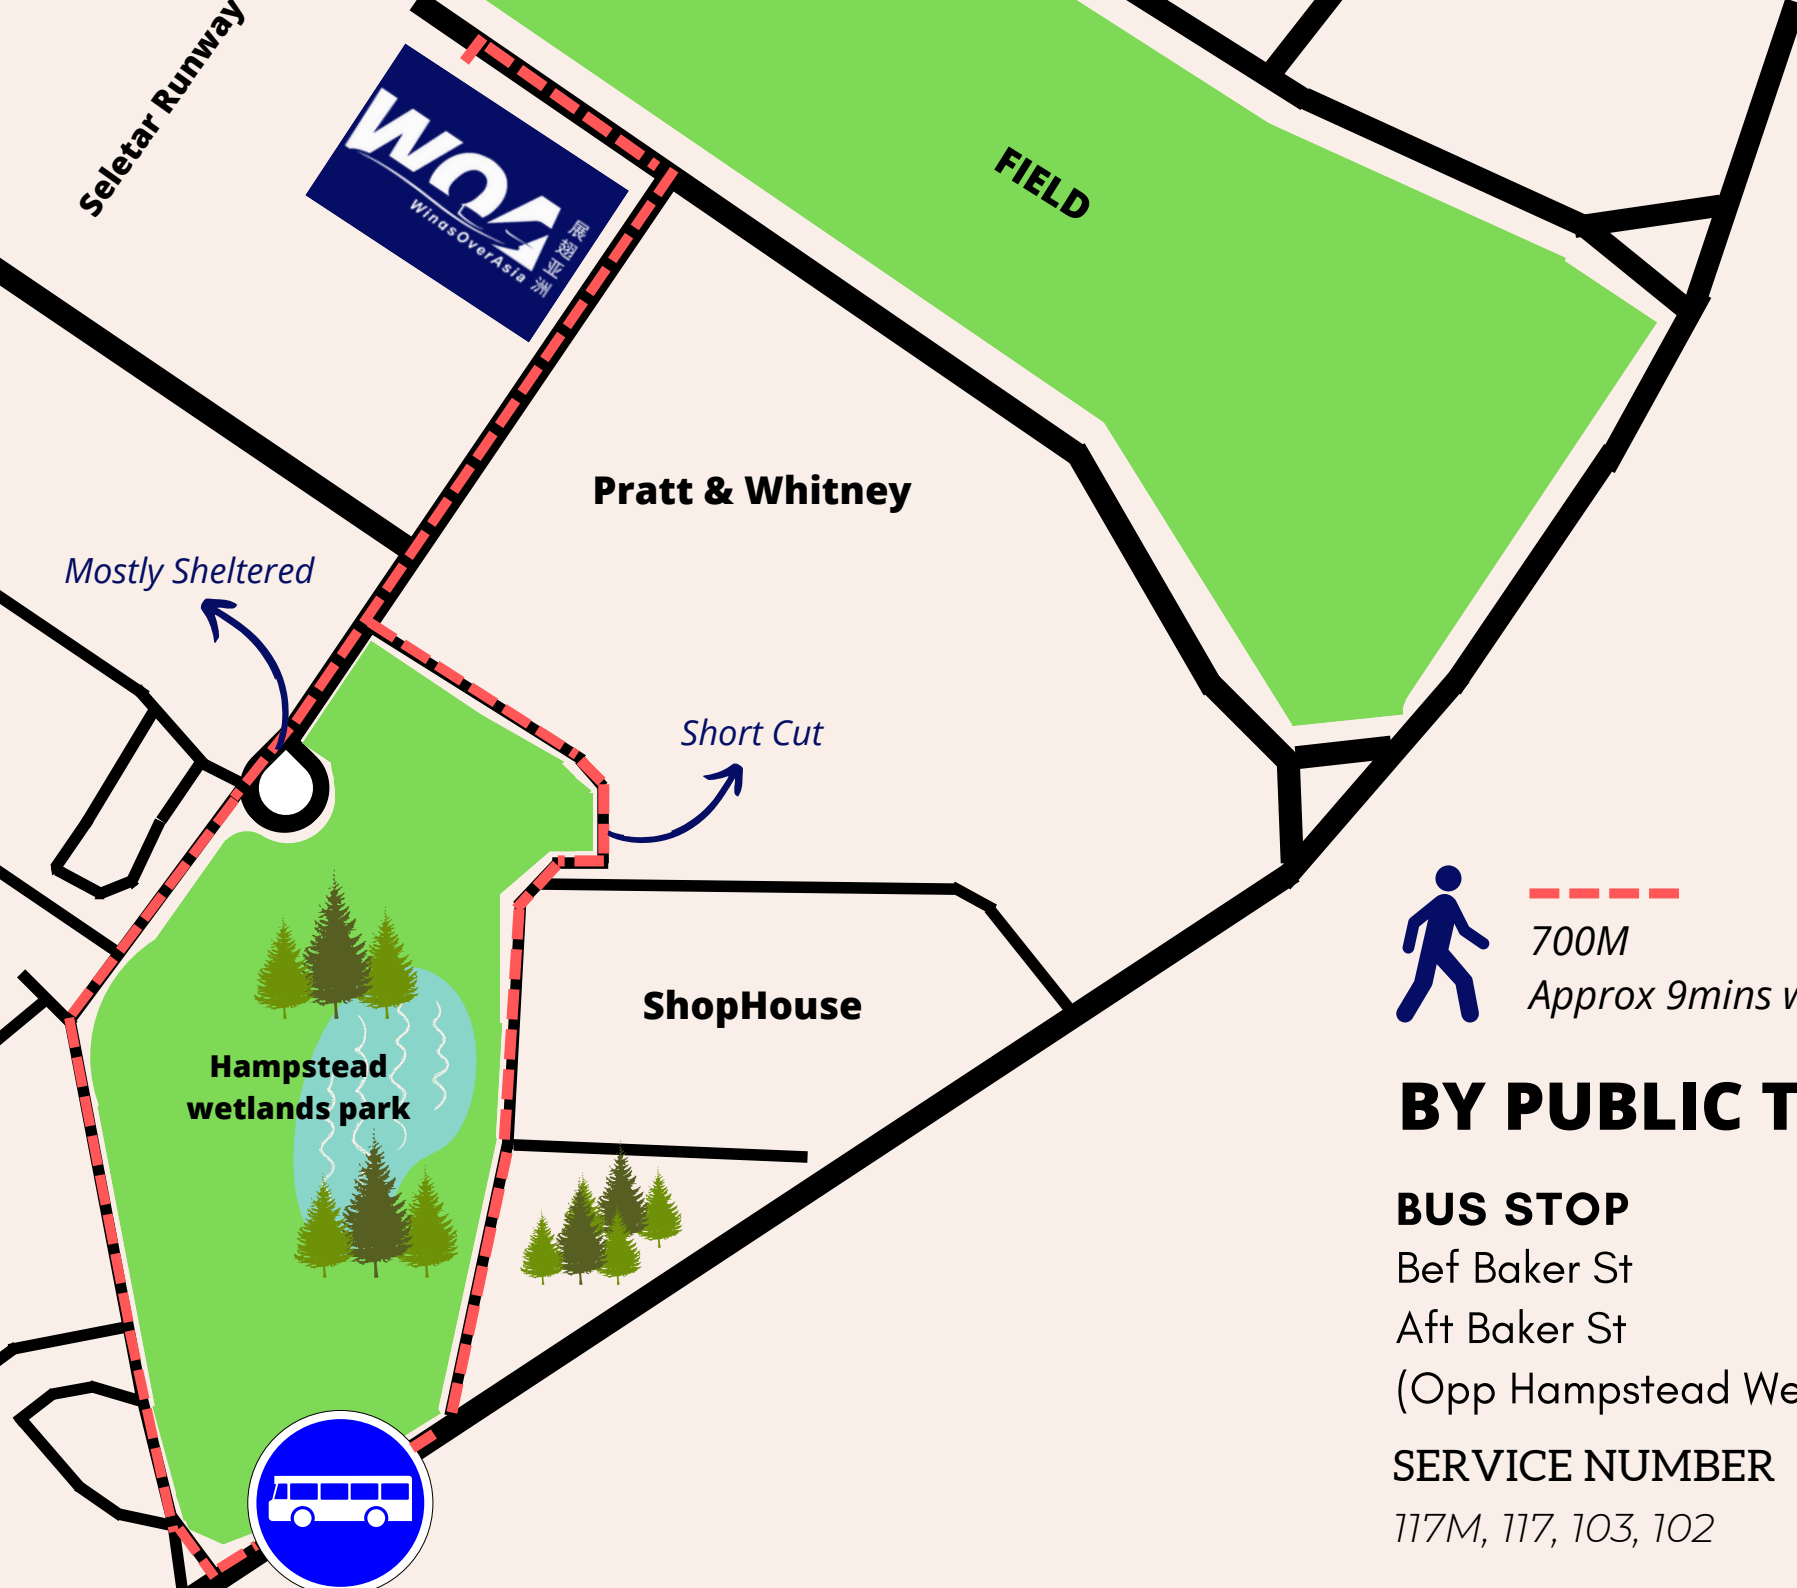 Seletar Runway
WOA
WingsOverAsia
展翅亚洲
FIELD
Pratt & Whitney
Mostly Sheltered
Short Cut
ShopHouse
Hampstead
wetlands park
700M
Approx 9mins w
BY PUBLIC T
BUS STOP
Bef Baker St
Aft Baker St
(Opp Hampstead We
SERVICE NUMBER
117M, 117, 103, 102